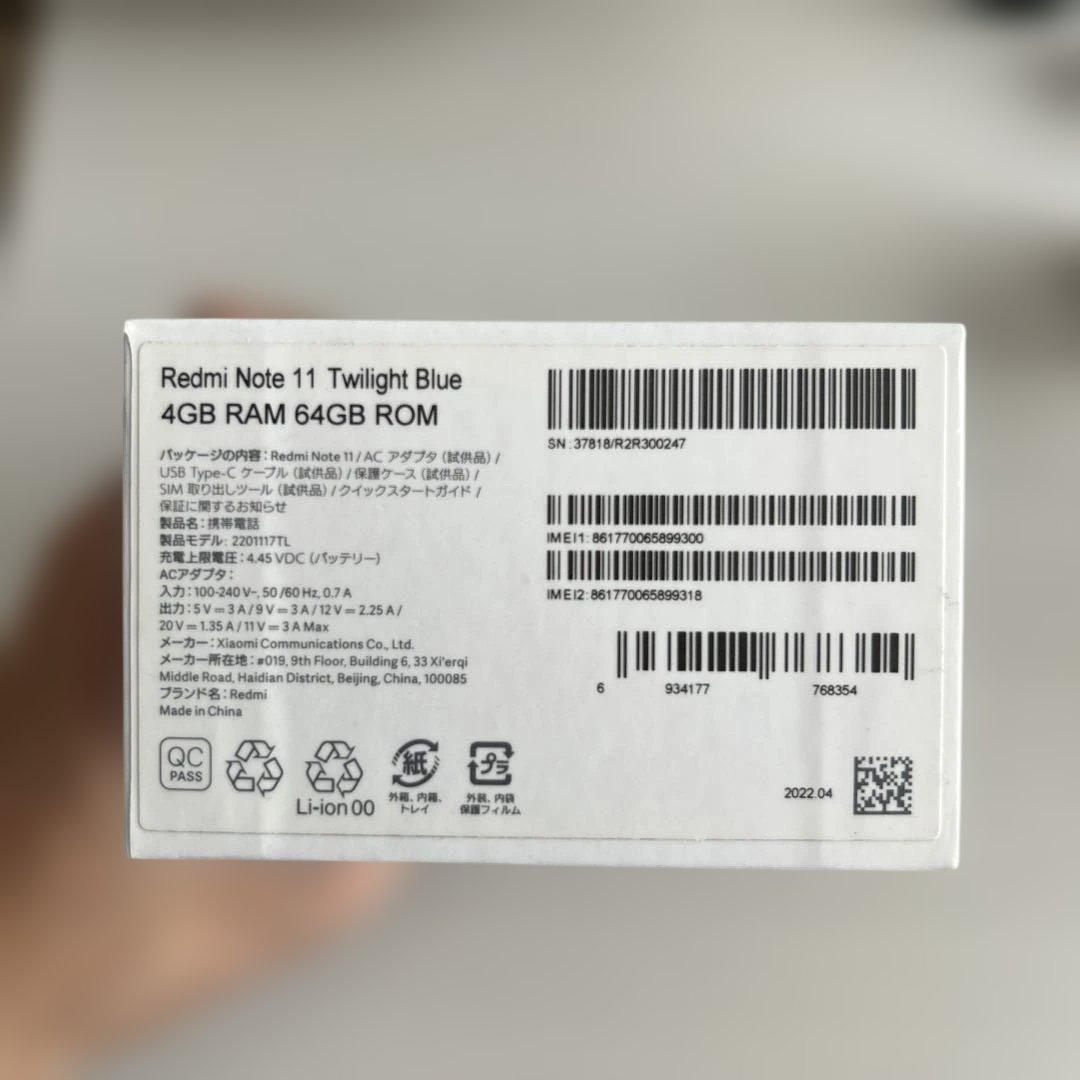 Redmi Note 11 Twilight Blue
4GB RAM 64GB ROM
パッケージの内容：Redmi Note 11 / AC アダプタ（試供品）/
USB Type-C ケーブル（試供品）/ 保護ケース（試供品）/
SIM 取り出しツール（試供品）/ クイックスタートガイド /
保証に関するお知らせ
製品名：携帯電話
製品モデル: 2201117TL
充電上限電圧：4.45 VDC（バッテリー）
ACアダプタ：
入力：100-240 V~, 50 /60 Hz, 0.7 A
出力：5 V ⎓ 3 A / 9 V ⎓ 3 A / 12 V ⎓ 2.25 A /
20 V ⎓ 1.35 A / 11 V ⎓ 3 A Max
メーカー：Xiaomi Communications Co., Ltd.
メーカー所在地：#019, 9th Floor, Building 6, 33 Xi'erqi
Middle Road, Haidian District, Beijing, China, 100085
ブランド名：Redmi
Made in China
QC
PASS
Li-ion 00
紙
外箱、内箱、
トレイ
プラ
外装、内袋
保護フィルム
SN : 37818/R2R300247
IMEI1: 861770065899300
IMEI2: 861770065899318
6 934177 768354
2022.04